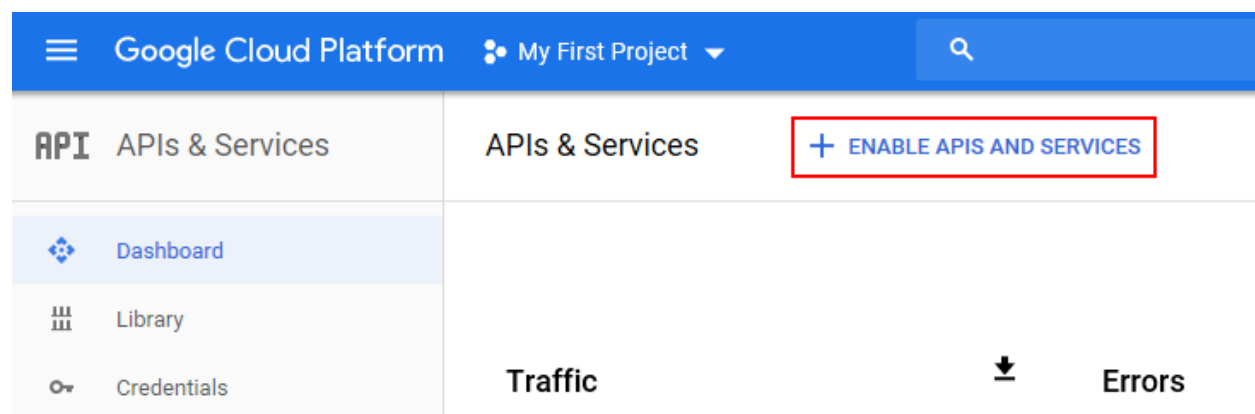 Google Cloud Platform My First Project
API APIs & Services
APIs & Services + ENABLE APIS AND SERVICES
Dashboard
Library
Credentials
Traffic Errors